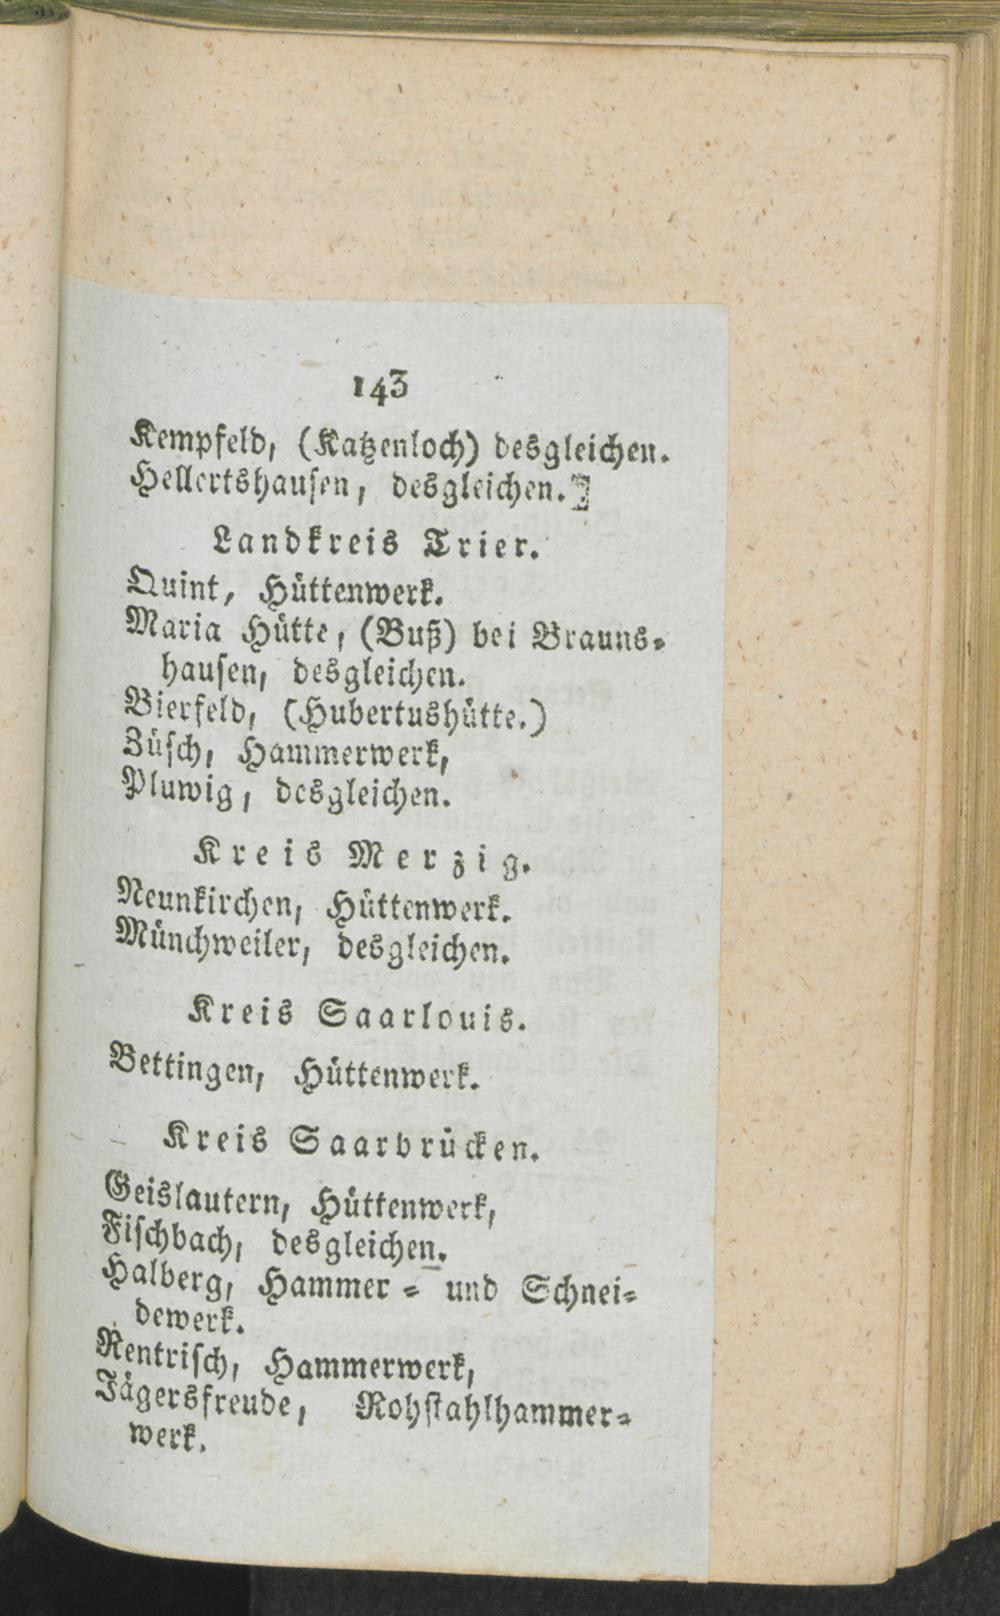 143
Kempfeld, (Katzenloch) desgleichen.
Hellertshausen, desgleichen.]
Landkreis Trier.
Quint, Hüttenwerk.
Maria Hütte, (Buß) bei Brauns-
hausen, desgleichen.
Bierfeld, (Hubertushütte.)
Züsch, Hammerwerk,
Pluwig, desgleichen.
Kreis Merzig.
Neunkirchen, Hüttenwerk.
Münchweiler, desgleichen.
Kreis Saarlouis.
Bettingen, Hüttenwerk.
Kreis Saarbrücken.
Geislautern, Hüttenwerk,
Fischbach, desgleichen.
Halberg, Hammer- und Schnei-
dewerk.
Rentrisch, Hammerwerk,
Jägersfreude, Rohstahlhammer-
werk.